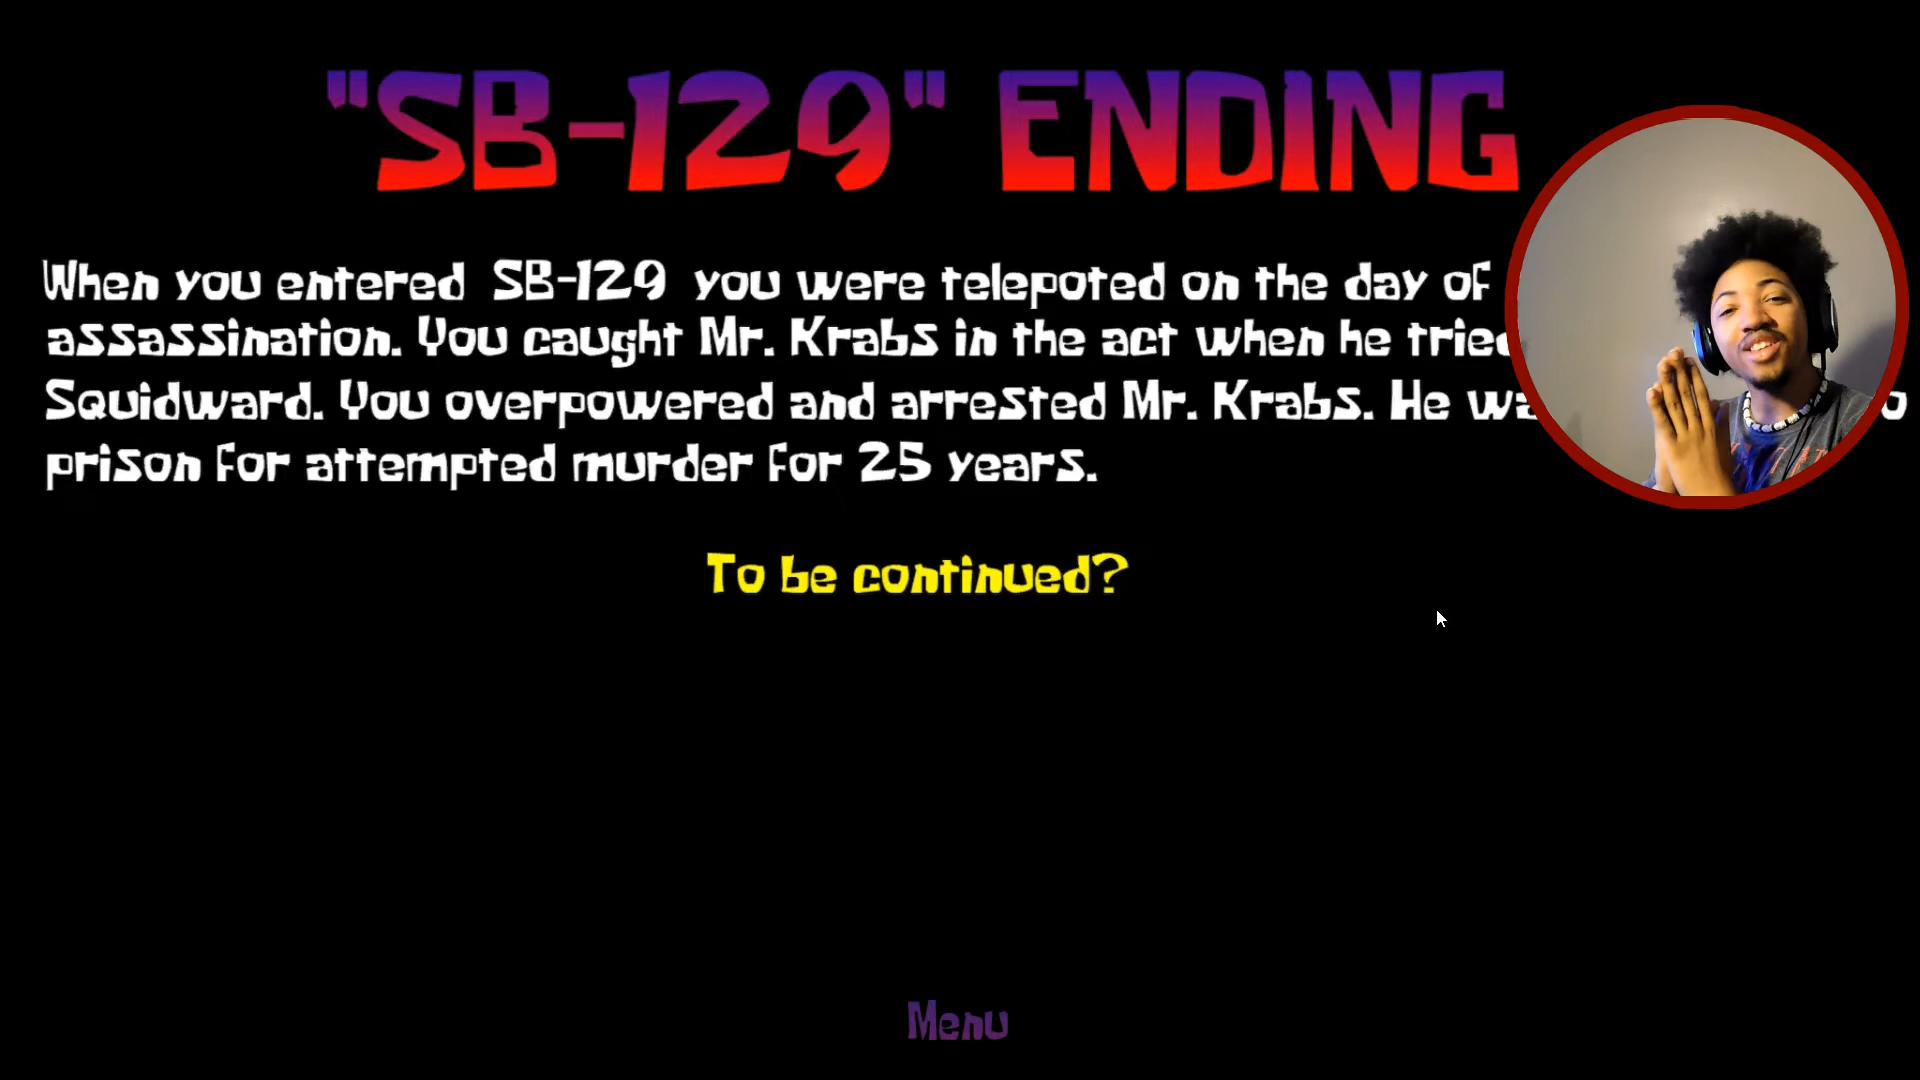 "SB-129" ENDING
When you entered SB-129 you were telepoted on the day of
assassination. You caught Mr. Krabs in the act when he tried
Squidward. You overpowered and arrested Mr. Krabs. He
prison for attempted murder for 25 years.
To be continued?
Menu